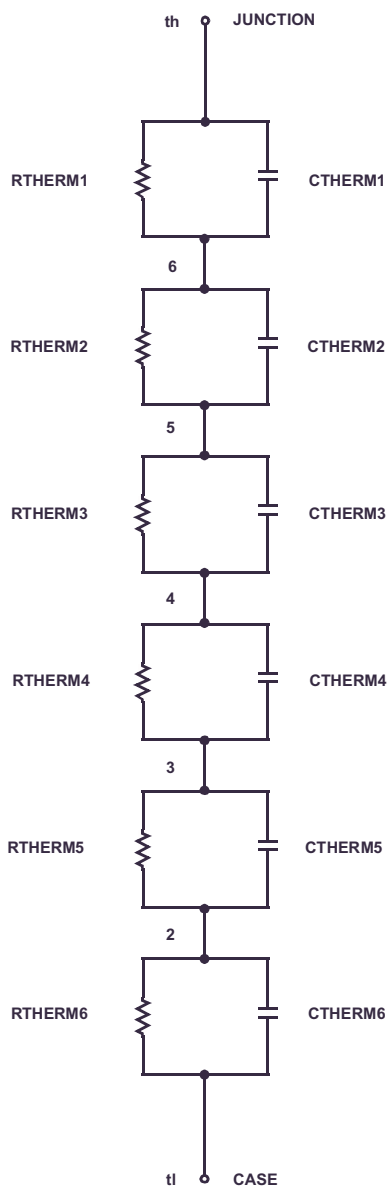 th JUNCTION
RTHERM1 CTHERM1
6
RTHERM2 CTHERM2
5
RTHERM3 CTHERM3
4
RTHERM4 CTHERM4
3
RTHERM5 CTHERM5
2
RTHERM6 CTHERM6
tl CASE